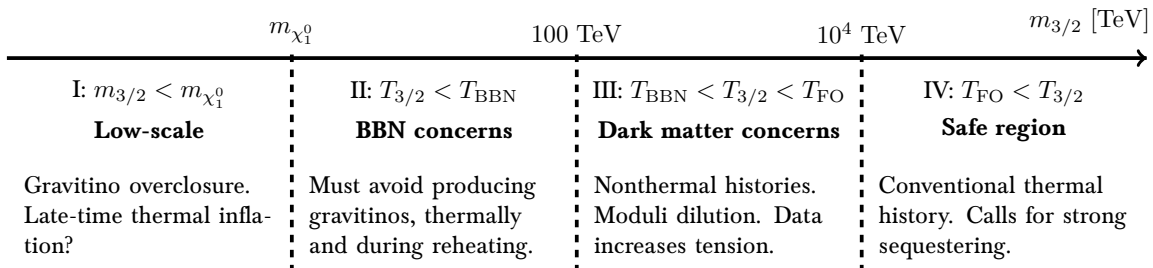 m_{χ_1^0} 100 TeV 10^4 TeV m_{3/2} [TeV]
I: m_{3/2} < m_{χ_1^0}
Low-scale
Gravitino overclosure.
Late-time thermal infla-
tion?
II: T_{3/2} < T_{BBN}
BBN concerns
Must avoid producing
gravitinos, thermally
and during reheating.
III: T_{BBN} < T_{3/2} < T_{FO}
Dark matter concerns
Nonthermal histories.
Moduli dilution. Data
increases tension.
IV: T_{FO} < T_{3/2}
Safe region
Conventional thermal
history. Calls for strong
sequestering.